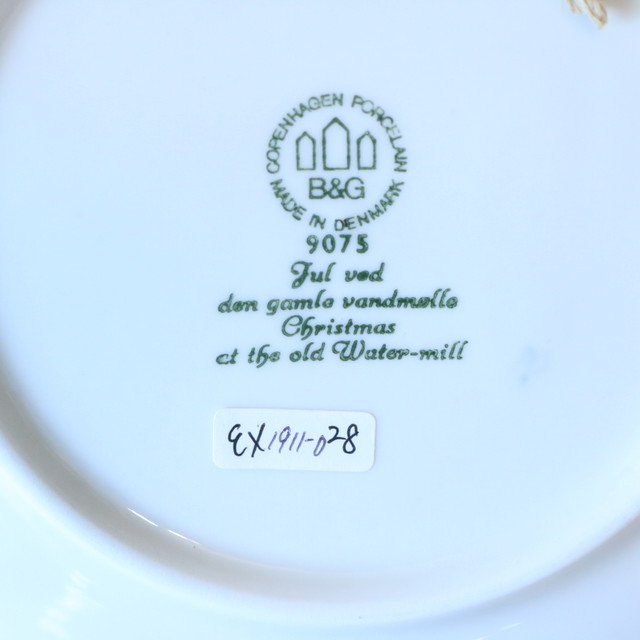 COPENHAGEN PORCELAIN
B&G
MADE IN DENMARK
9075
Jul ved
den gamle vandmølle
Christmas
at the old Water-mill
EX1911-028